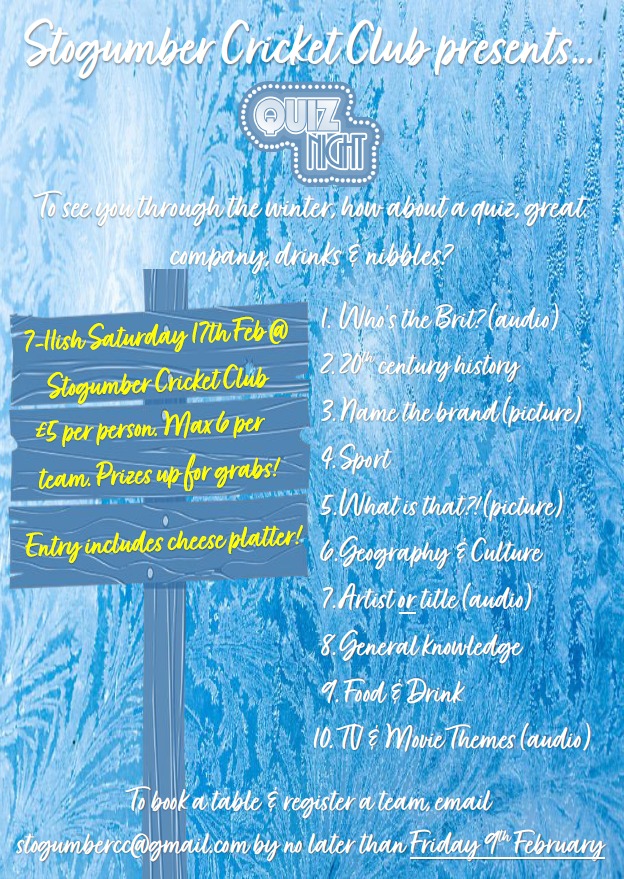 Stogumber Cricket Club presents...
QUIZ
NIGHT
To see you through the winter, how about a quiz, great
company, drinks & nibbles?
7-11ish Saturday 17th Feb @
Stogumber Cricket Club
£5 per person. Max 6 per
team. Prizes up for grabs!
Entry includes cheese platter!
1. Who's the Brit? (audio)
2. 20th century history
3. Name the brand (picture)
4. Sport
5. What is that?! (picture)
6. Geography & Culture
7. Artist or title (audio)
8. General knowledge
9. Food & Drink
10. TV & Movie Themes (audio)
To book a table & register a team, email
stogumbercc@gmail.com by no later than Friday 9th February